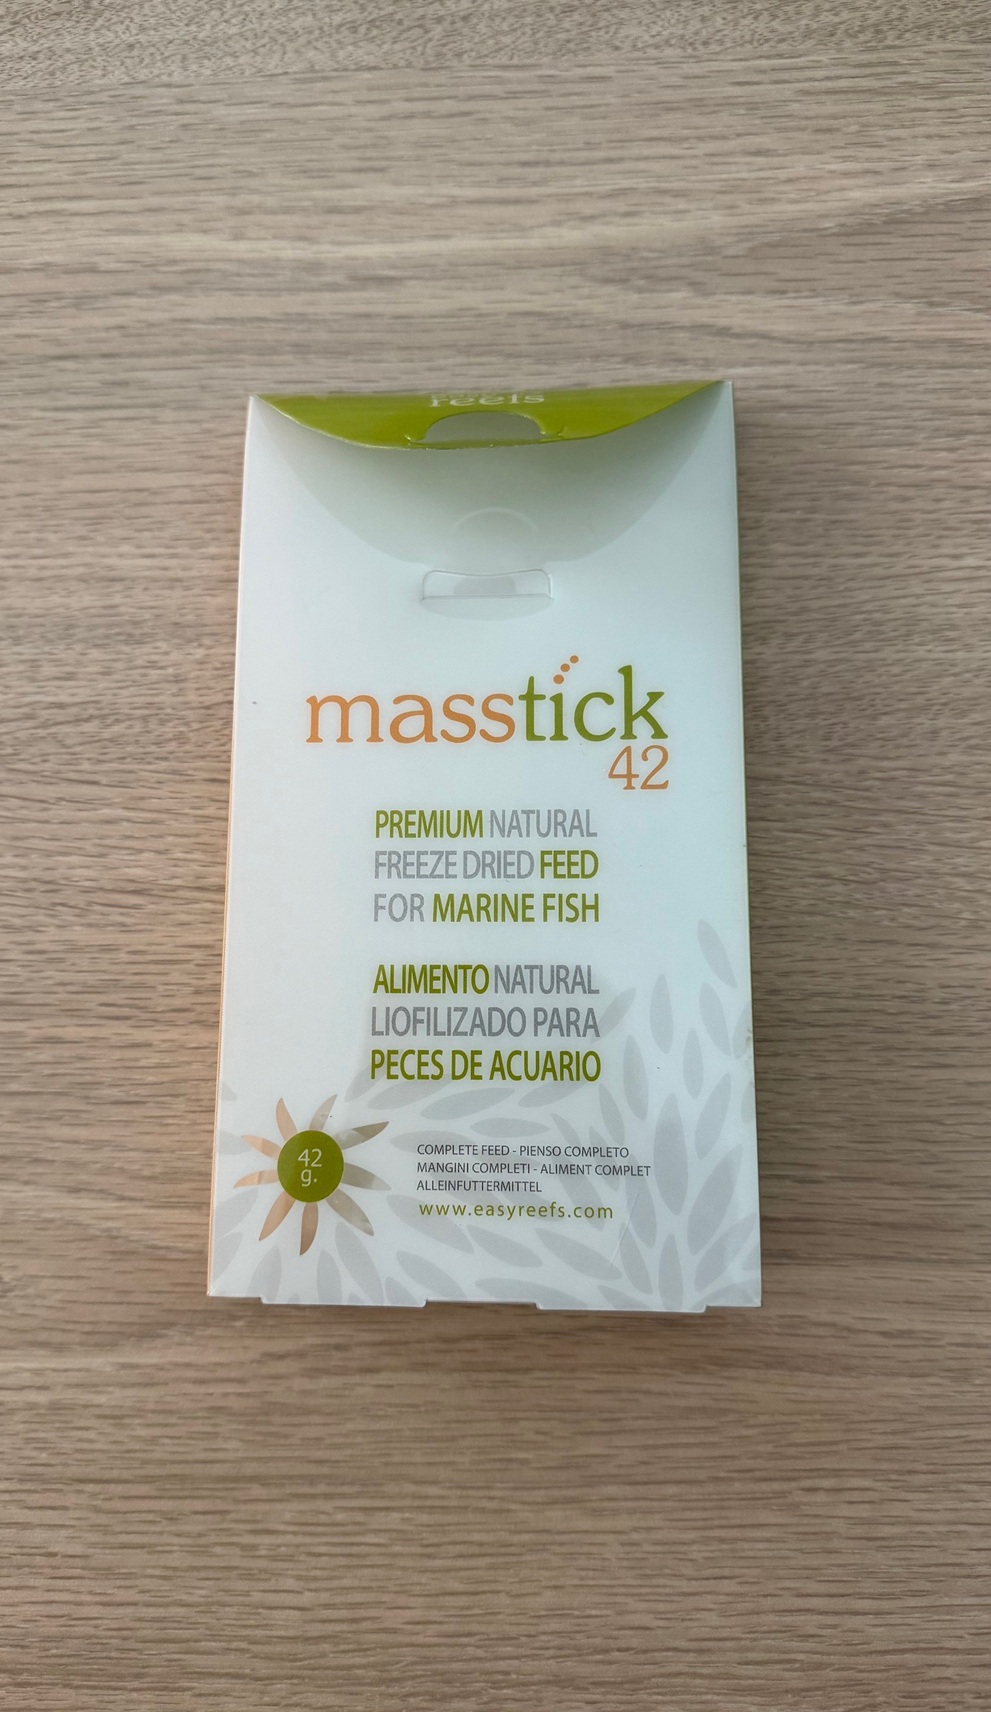 reefs
masstick
42
PREMIUM NATURAL
FREEZE DRIED FEED
FOR MARINE FISH
ALIMENTO NATURAL
LIOFILIZADO PARA
PECES DE ACUARIO
42
g.
COMPLETE FEED - PIENSO COMPLETO
MANGINI COMPLETI - ALIMENT COMPLET
ALLEINFUTTERMITTEL
www.easyreefs.com